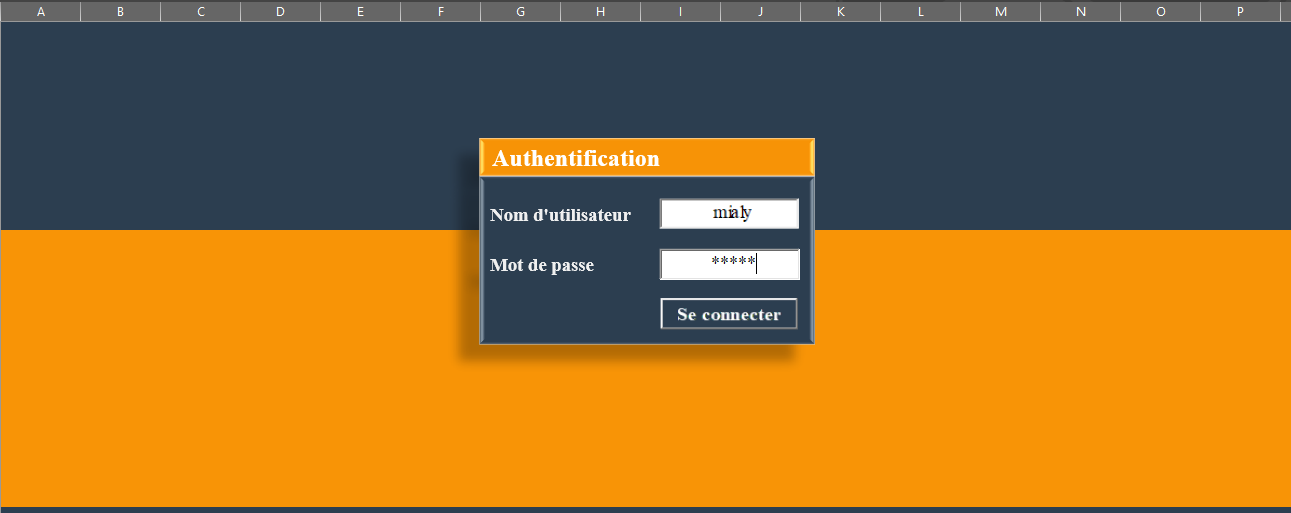 A B C D E F G H I J K L M N O P
Authentification
Nom d'utilisateur mialy
Mot de passe *****
Se connecter